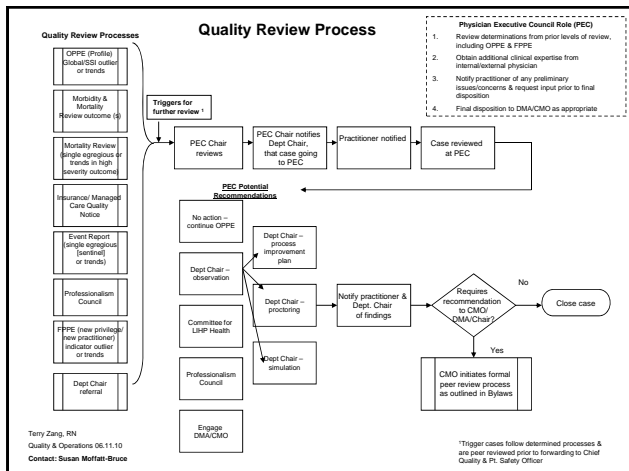 Quality Review Process
Physician Executive Council Role (PEC)
1. Review determinations from prior levels of review,
including OPPE & FPPE
2. Obtain additional clinical expertise from
internal/external physician
3. Notify practitioner of any preliminary
issues/concerns & request input prior to final
disposition
4. Final disposition to DMA/CMO as appropriate
Quality Review Processes
OPPE (Profile)
Global/SSI outlier
or trends
Morbidity &
Mortality
Review outcome (s)
Mortality Review
(single egregious or
trends in high
severity outcome)
Insurance/ Managed
Care Quality
Notice
Event Report
(single egregious
[sentinel]
or trends)
Professionalism
Council
FPPE (new privilege/
new practitioner)
indicator outlier
or trends
Dept Chair
referral
Triggers for
further review 1
PEC Chair
reviews
PEC Chair notifies
Dept Chair,
that case going
to PEC
Practitioner notified
Case reviewed
at PEC
PEC Potential
Recommendations
No action –
continue OPPE
Dept Chair –
observation
Committee for
LIHP Health
Professionalism
Council
Engage
DMA/CMO
Dept Chair –
process
improvement
plan
Dept Chair –
proctoring
Dept Chair –
simulation
Notify practitioner &
Dept. Chair
of findings
Requires
recommendation
to CMO/
DMA/Chair?
No
Close case
Yes
CMO initiates formal
peer review process
as outlined in Bylaws
Terry Zang, RN
Quality & Operations 06.11.10
Contact: Susan Moffatt-Bruce
1Trigger cases follow determined processes &
are peer reviewed prior to forwarding to Chief
Quality & Pt. Safety Officer